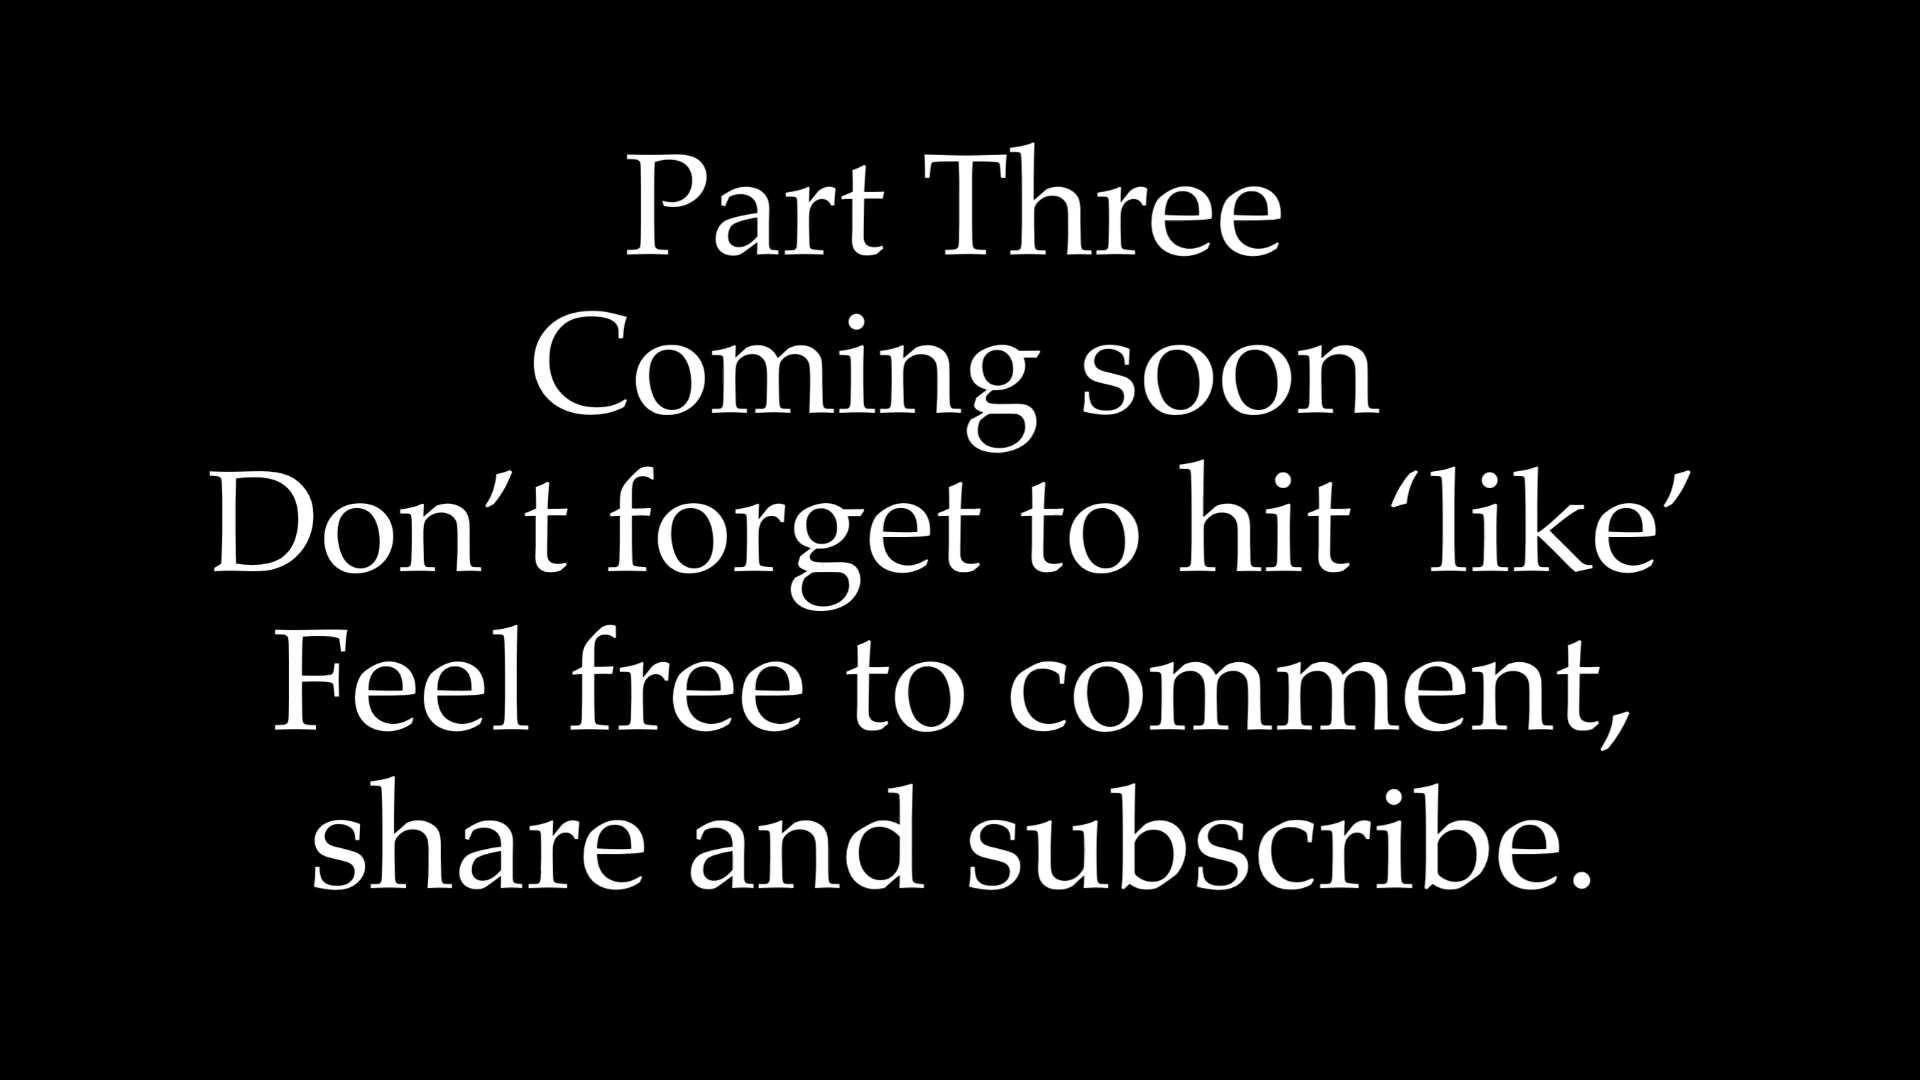 Part Three
Coming soon
Don’t forget to hit ‘like’
Feel free to comment,
share and subscribe.